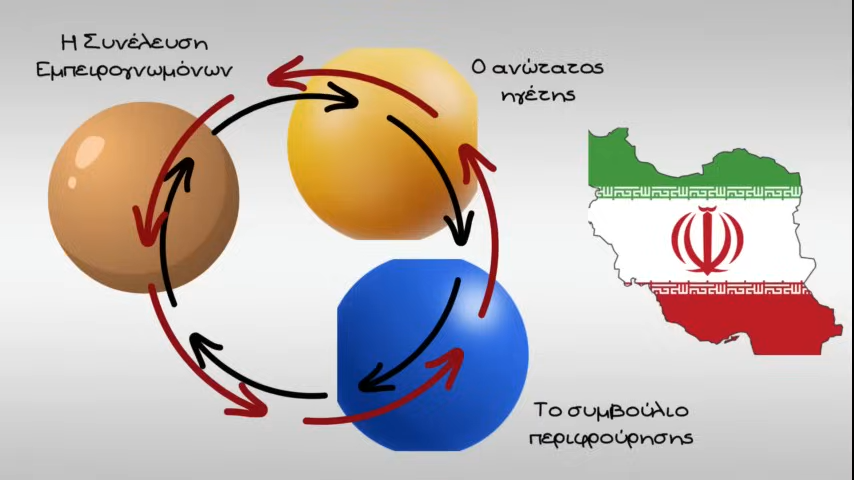 Η Συνέλευση
Εμπειρογνωμόνων
Ο ανώτατος
ηγέτης
Το συμβούλιο
περιφρούρησης